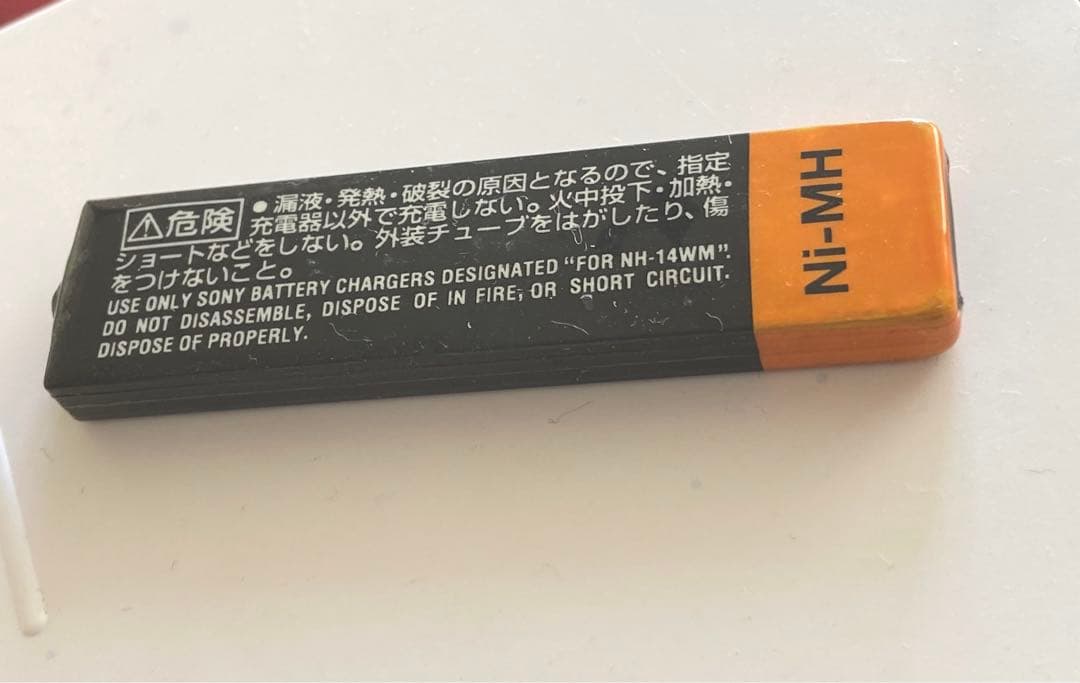 ⚠危険 ●漏液・発熱・破裂の原因となるので、指定
充電器以外で充電しない。火中投下・加熱・
ショートなどをしない。外装チューブをはがしたり、傷
をつけないこと。
USE ONLY SONY BATTERY CHARGERS DESIGNATED "FOR NH-14WM".
DO NOT DISASSEMBLE, DISPOSE OF IN FIRE, OR SHORT CIRCUIT.
DISPOSE OF PROPERLY.
Ni-MH